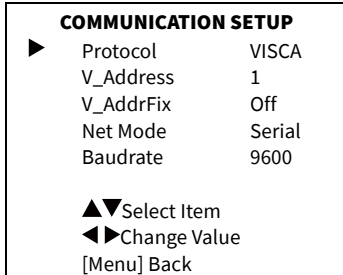 COMMUNICATION SETUP
▶ Protocol VISCA
V_Address 1
V_AddrFix Off
Net Mode Serial
Baudrate 9600
▲▼Select Item
◀ ▶Change Value
[Menu] Back